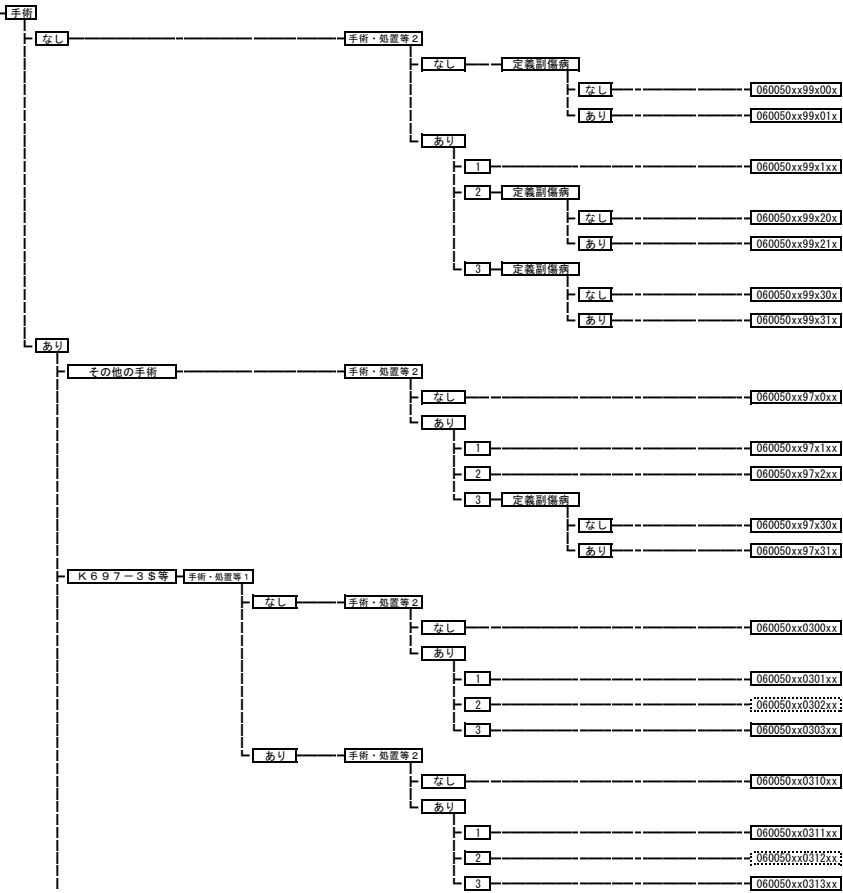 手術
なし 手術・処置等2
なし 定義副傷病
なし 060050xx99x00x
あり 060050xx99x01x
あり
1 060050xx99x1xx
2 定義副傷病
なし 060050xx99x20x
あり 060050xx99x21x
3 定義副傷病
なし 060050xx99x30x
あり 060050xx99x31x
あり
その他の手術 手術・処置等2
なし 060050xx97x0xx
あり
1 060050xx97x1xx
2 060050xx97x2xx
3 定義副傷病
なし 060050xx97x30x
あり 060050xx97x31x
K697-3$等 手術・処置等1
なし 手術・処置等2
なし 060050xx0300xx
あり
1 060050xx0301xx
2 060050xx0302xx
3 060050xx0303xx
あり 手術・処置等2
なし 060050xx0310xx
あり
1 060050xx0311xx
2 060050xx0312xx
3 060050xx0313xx